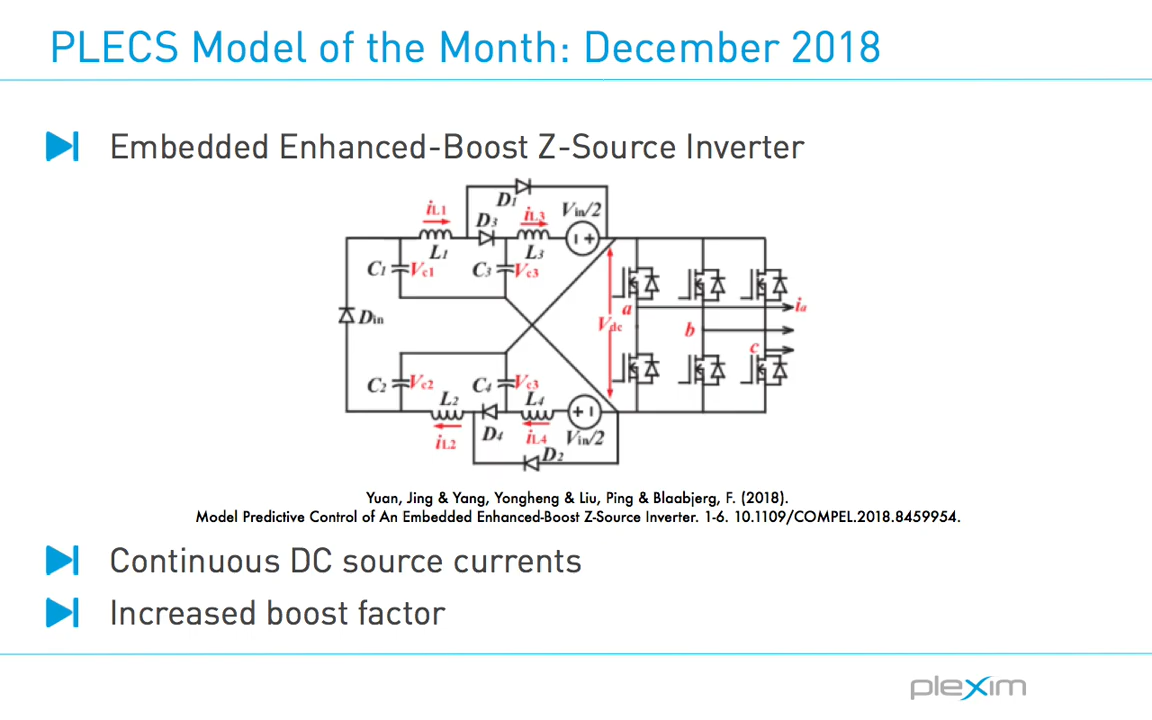 PLECS Model of the Month: December 2018
Embedded Enhanced-Boost Z-Source Inverter
D1
iL1
D3
iL3
Vin/2
L1
L3
C1
Vc1
C3
Vc3
a
ia
Din
Vdc
b
c
C2
Vc2
C4
Vc3
L2
L4
iL2
D4
iL4
Vin/2
D2
Yuan, Jing & Yang, Yongheng & Liu, Ping & Blaabjerg, F. (2018).
Model Predictive Control of An Embedded Enhanced-Boost Z-Source Inverter. 1-6. 10.1109/COMPEL.2018.8459954.
Continuous DC source currents
Increased boost factor
plexim